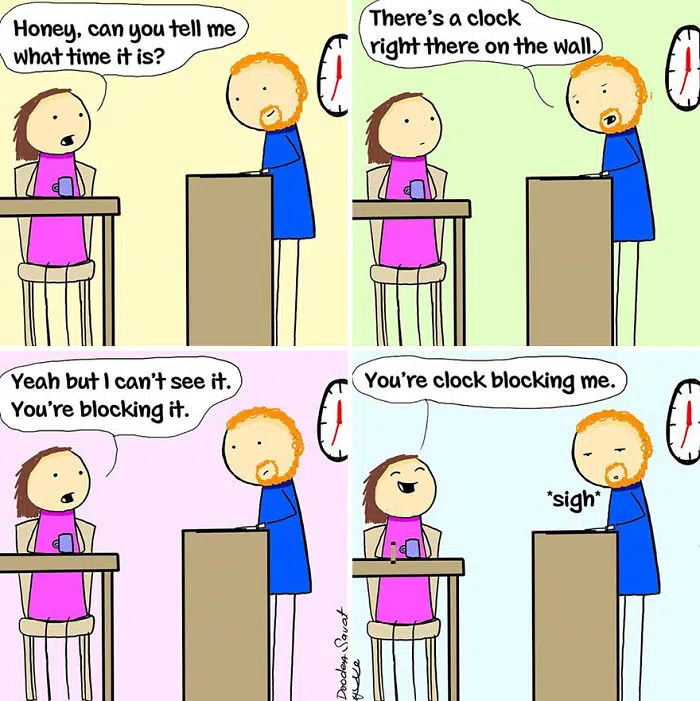 Honey, can you tell me
what time it is?
There's a clock
right there on the wall.
Yeah but I can't see it.
You're blocking it.
You're clock blocking me.
*sigh*